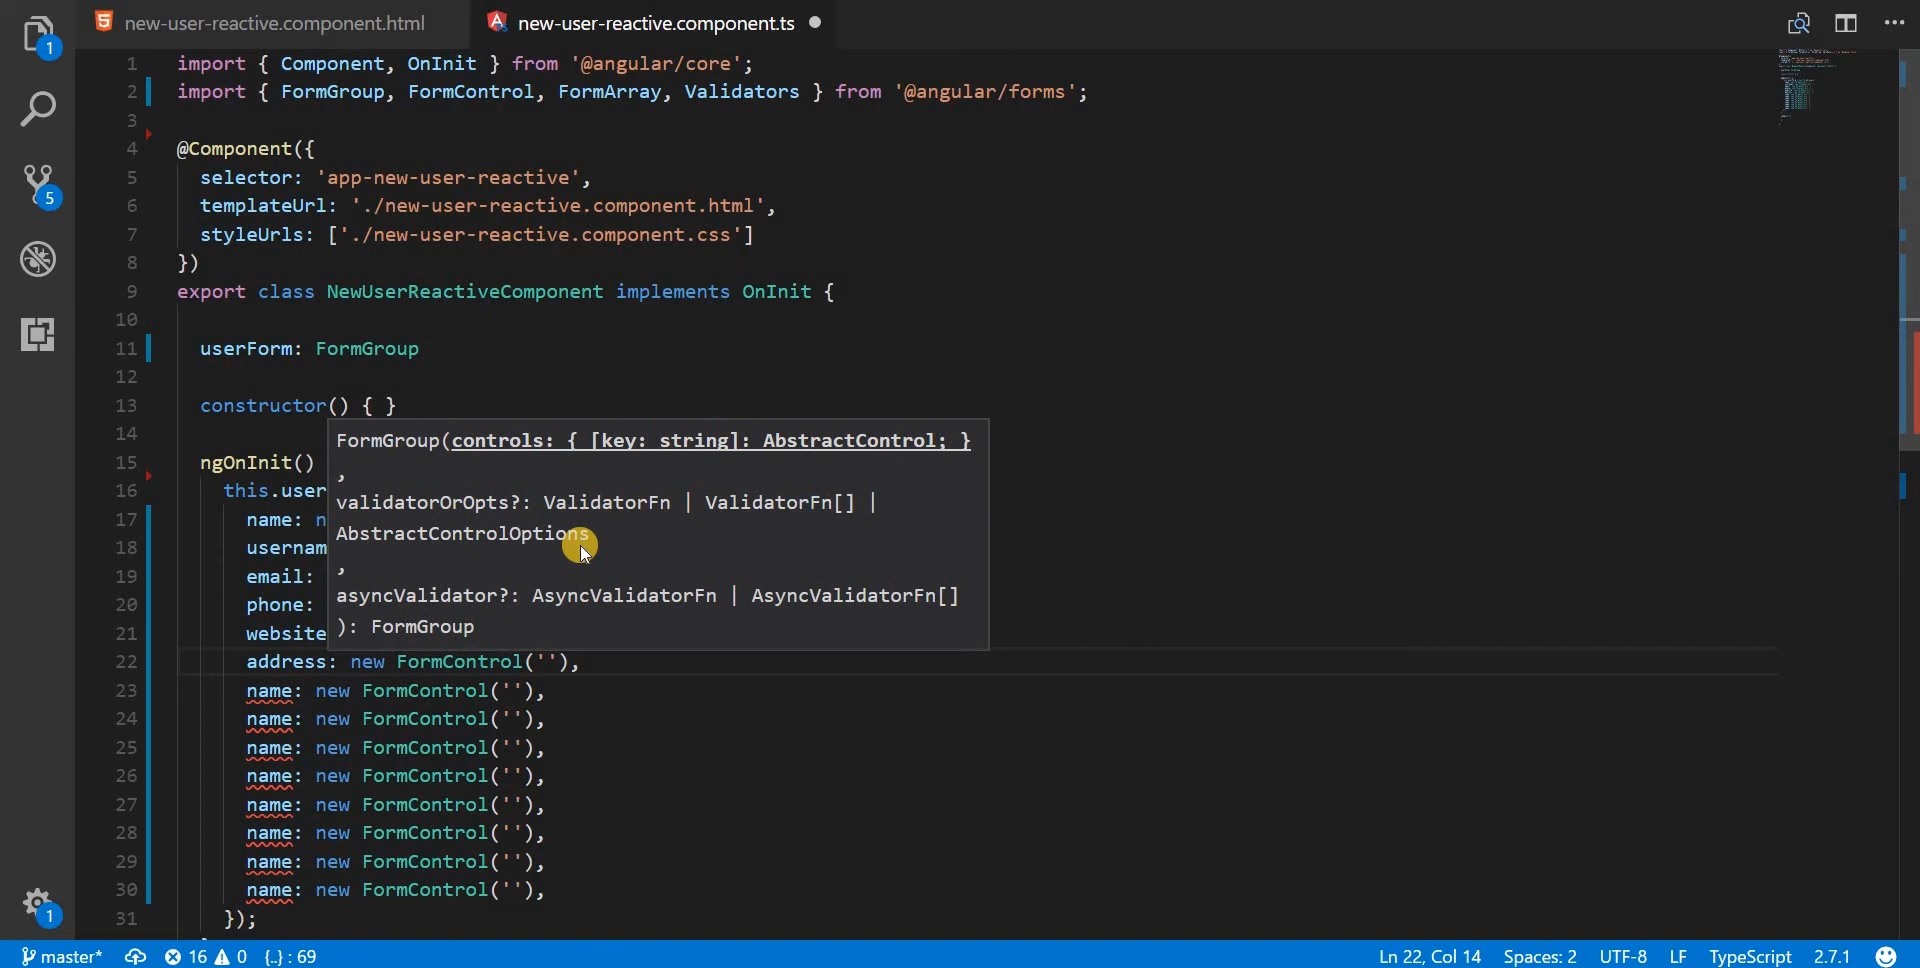 new-user-reactive.component.html new-user-reactive.component.ts
1 import { Component, OnInit } from '@angular/core';
2 import { FormGroup, FormControl, FormArray, Validators } from '@angular/forms';
3
4 @Component({
5 selector: 'app-new-user-reactive',
6 templateUrl: './new-user-reactive.component.html',
7 styleUrls: ['./new-user-reactive.component.css']
8 })
9 export class NewUserReactiveComponent implements OnInit {
10
11 userForm: FormGroup
12
13 constructor() { }
14
15 ngOnInit()
16 this.user
17 name: n
18 usernam
19 email:
20 phone:
21 website
FormGroup(controls: { [key: string]: AbstractControl; }
,
validatorOrOpts?: ValidatorFn | ValidatorFn[] |
AbstractControlOptions
,
asyncValidator?: AsyncValidatorFn | AsyncValidatorFn[]
): FormGroup
22 address: new FormControl(''),
23 name: new FormControl(''),
24 name: new FormControl(''),
25 name: new FormControl(''),
26 name: new FormControl(''),
27 name: new FormControl(''),
28 name: new FormControl(''),
29 name: new FormControl(''),
30 name: new FormControl(''),
31 });
1
5
1
master* 16 0 {..} : 69 Ln 22, Col 14 Spaces: 2 UTF-8 LF TypeScript 2.7.1